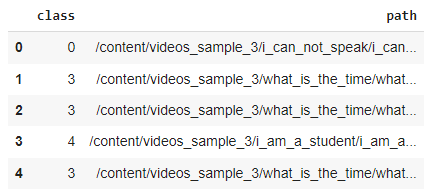 class path
0 0 /content/videos_sample_3/i_can_not_speak/i_can...
1 3 /content/videos_sample_3/what_is_the_time/what...
2 3 /content/videos_sample_3/what_is_the_time/what...
3 4 /content/videos_sample_3/i_am_a_student/i_am_a...
4 3 /content/videos_sample_3/what_is_the_time/what...